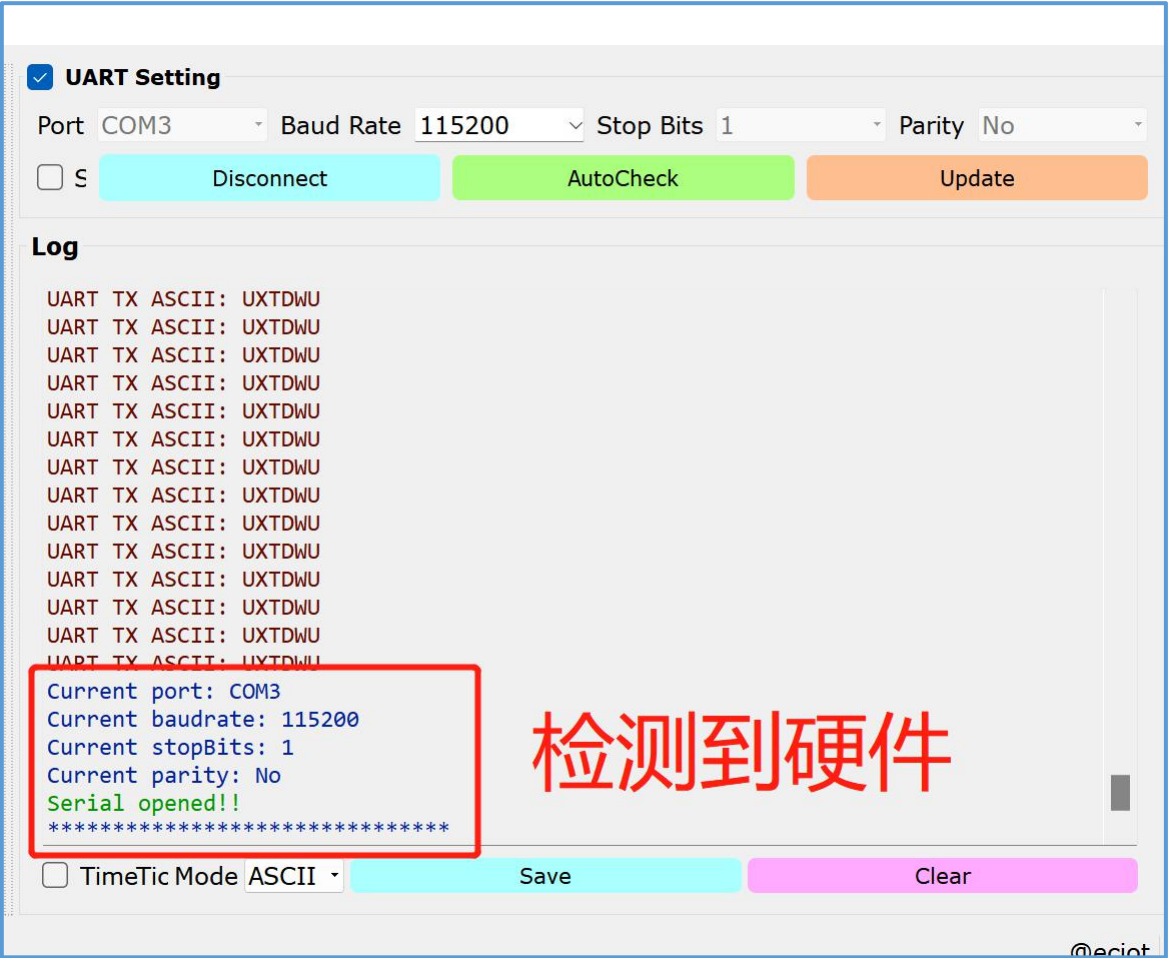 UART Setting
Port COM3 Baud Rate 115200 Stop Bits 1 Parity No
S Disconnect AutoCheck Update
Log
UART TX ASCII: UXTDWU
UART TX ASCII: UXTDWU
UART TX ASCII: UXTDWU
UART TX ASCII: UXTDWU
UART TX ASCII: UXTDWU
UART TX ASCII: UXTDWU
UART TX ASCII: UXTDWU
UART TX ASCII: UXTDWU
UART TX ASCII: UXTDWU
UART TX ASCII: UXTDWU
UART TX ASCII: UXTDWU
UART TX ASCII: UXTDWU
UART TX ASCII: UXTDWU
UART TX ASCII: UXTDWU
Current port: COM3
Current baudrate: 115200
Current stopBits: 1
Current parity: No
Serial opened!!
*******************************
检测到硬件
TimeTic Mode ASCII Save Clear
@eciot